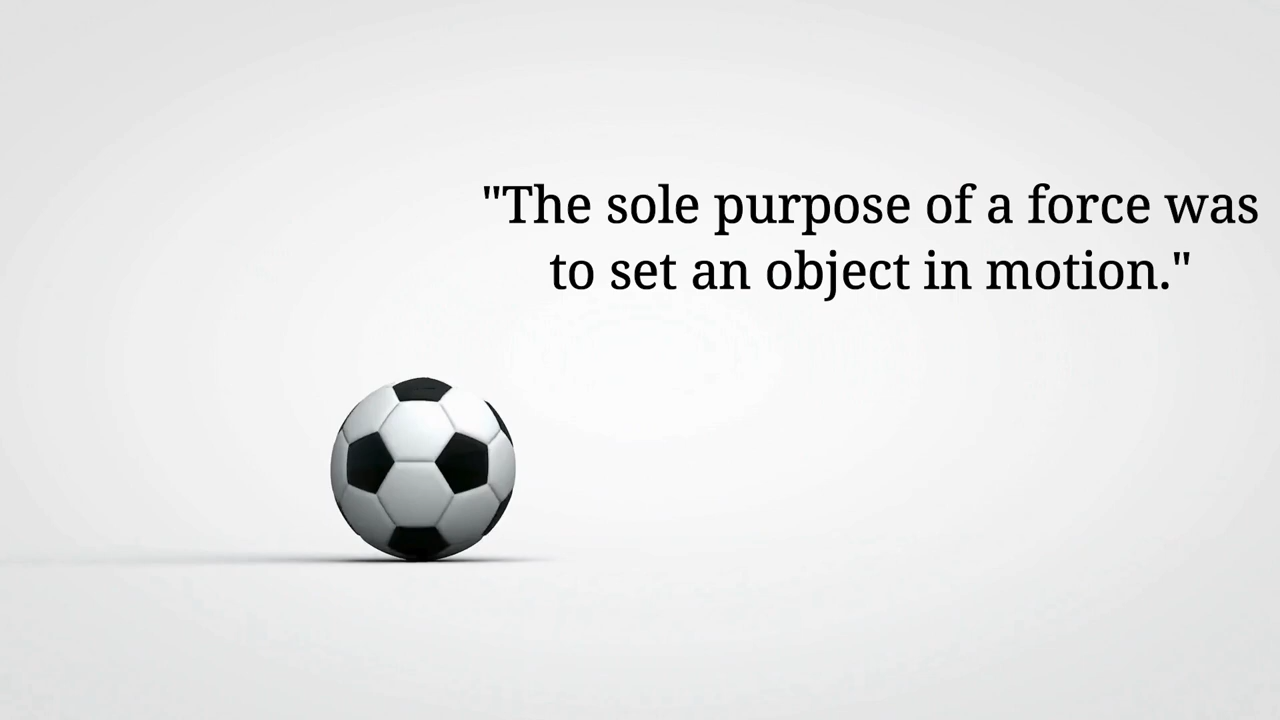 "The sole purpose of a force was
to set an object in motion."